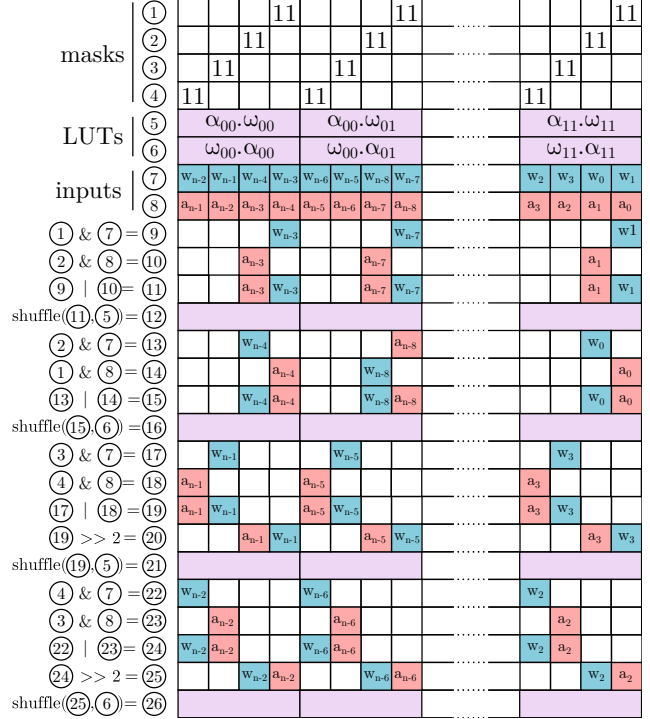 masks
① 11 11 11
② 11 11 11
③ 11 11 11
④ 11 11 11
LUTs
⑤ α₀₀.ω₀₀ α₀₀.ω₀₁ α₁₁.ω₁₁
⑥ ω₀₀.α₀₀ ω₀₀.α₀₁ ω₁₁.α₁₁
inputs
⑦ wₙ₋₂ wₙ₋₁ wₙ₋₄ wₙ₋₃ wₙ₋₆ wₙ₋₅ wₙ₋₈ wₙ₋₇ w₂ w₃ w₀ w₁
⑧ aₙ₋₁ aₙ₋₂ aₙ₋₃ aₙ₋₄ aₙ₋₅ aₙ₋₆ aₙ₋₇ aₙ₋₈ a₃ a₂ a₁ a₀
① & ⑦ = ⑨ wₙ₋₃ wₙ₋₇ w1
② & ⑧ = ⑩ aₙ₋₃ aₙ₋₇ a₁
⑨ | ⑩ = ⑪ aₙ₋₃ wₙ₋₃ aₙ₋₇ wₙ₋₇ a₁ w₁
shuffle(⑪,⑤) = ⑫
② & ⑦ = ⑬ wₙ₋₄ aₙ₋₈ w₀
① & ⑧ = ⑭ aₙ₋₄ wₙ₋₈ a₀
⑬ | ⑭ = ⑮ wₙ₋₄ aₙ₋₄ wₙ₋₈ aₙ₋₈ w₀ a₀
shuffle(⑮,⑥) = ⑯
③ & ⑦ = ⑰ wₙ₋₁ wₙ₋₅ w₃
④ & ⑧ = ⑱ aₙ₋₁ aₙ₋₅ a₃
⑰ | ⑱ = ⑲ aₙ₋₁ wₙ₋₁ aₙ₋₅ wₙ₋₅ a₃ w₃
⑲ >> 2 = ⑳ aₙ₋₁ wₙ₋₁ aₙ₋₅ wₙ₋₅ a₃ w₃
shuffle(⑲,⑤) = ㉑
④ & ⑦ = ㉒ wₙ₋₂ wₙ₋₆ w₂
③ & ⑧ = ㉓ aₙ₋₂ aₙ₋₆ a₂
㉒ | ㉓ = ㉔ wₙ₋₂ aₙ₋₂ wₙ₋₆ aₙ₋₆ w₂ a₂
㉔ >> 2 = ㉕ wₙ₋₂ aₙ₋₂ wₙ₋₆ aₙ₋₆ w₂ a₂
shuffle(㉕,⑥) = ㉖